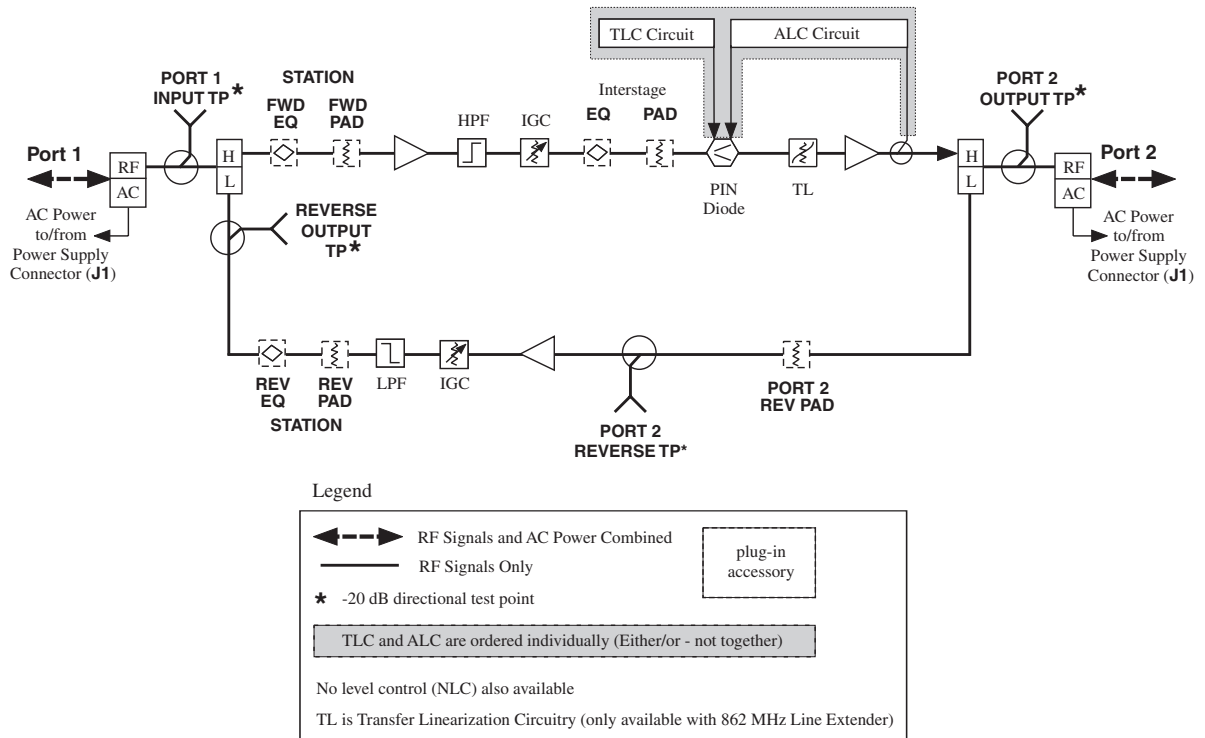 TLC Circuit
ALC Circuit
PORT 1
INPUT TP*
STATION
FWD
EQ
FWD
PAD
HPF
IGC
Interstage
EQ
PAD
PORT 2
OUTPUT TP*
Port 1
RF
AC
H
L
PIN
Diode
TL
H
L
RF
AC
Port 2
AC Power
to/from
Power Supply
Connector (J1)
REVERSE
OUTPUT
TP*
AC Power
to/from
Power Supply
Connector (J1)
REV
EQ
REV
PAD
STATION
LPF
IGC
PORT 2
REVERSE TP*
PORT 2
REV PAD
Legend
RF Signals and AC Power Combined
RF Signals Only
* -20 dB directional test point
plug-in
accessory
TLC and ALC are ordered individually (Either/or - not together)
No level control (NLC) also available
TL is Transfer Linearization Circuitry (only available with 862 MHz Line Extender)